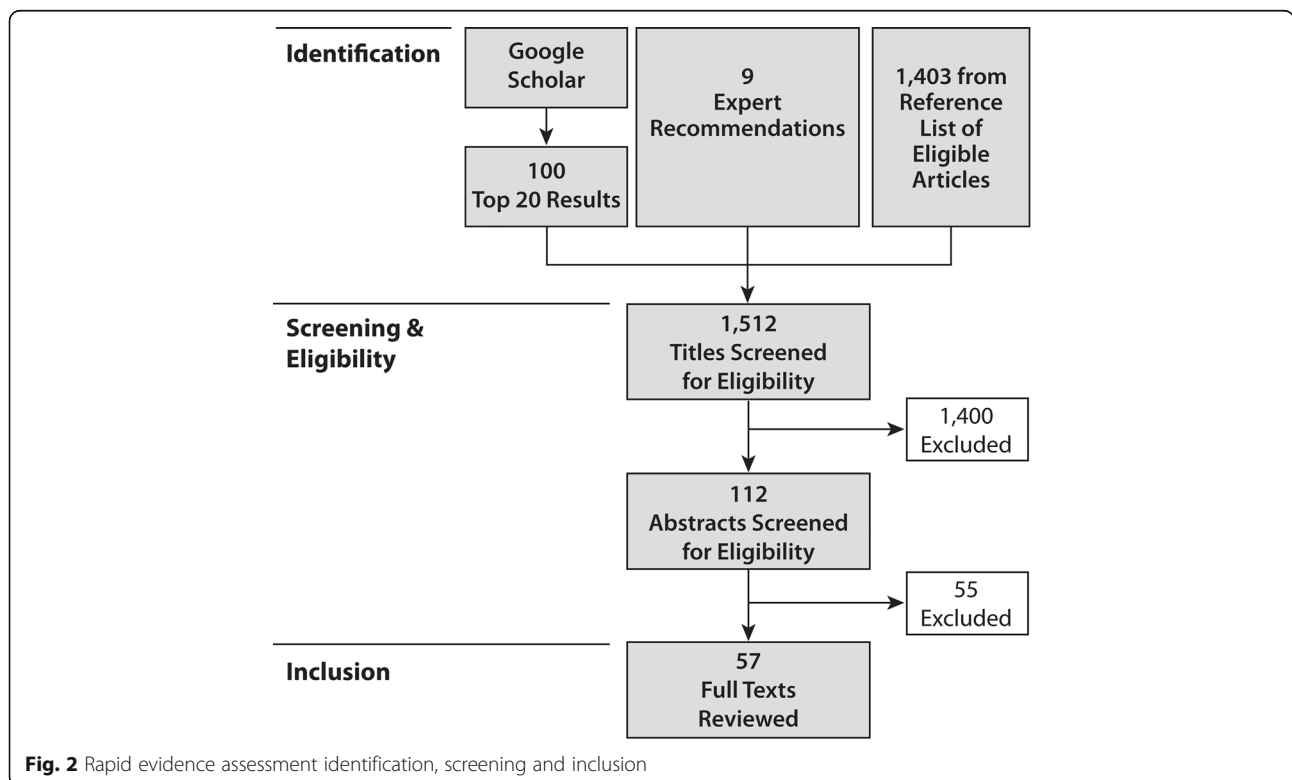 Identification
Google
Scholar
100
Top 20 Results
9
Expert
Recommendations
1,403 from
Reference
List of
Eligible
Articles
Screening &
Eligibility
1,512
Titles Screened
for Eligibility
1,400
Excluded
112
Abstracts Screened
for Eligibility
55
Excluded
Inclusion
57
Full Texts
Reviewed
Fig. 2 Rapid evidence assessment identification, screening and inclusion